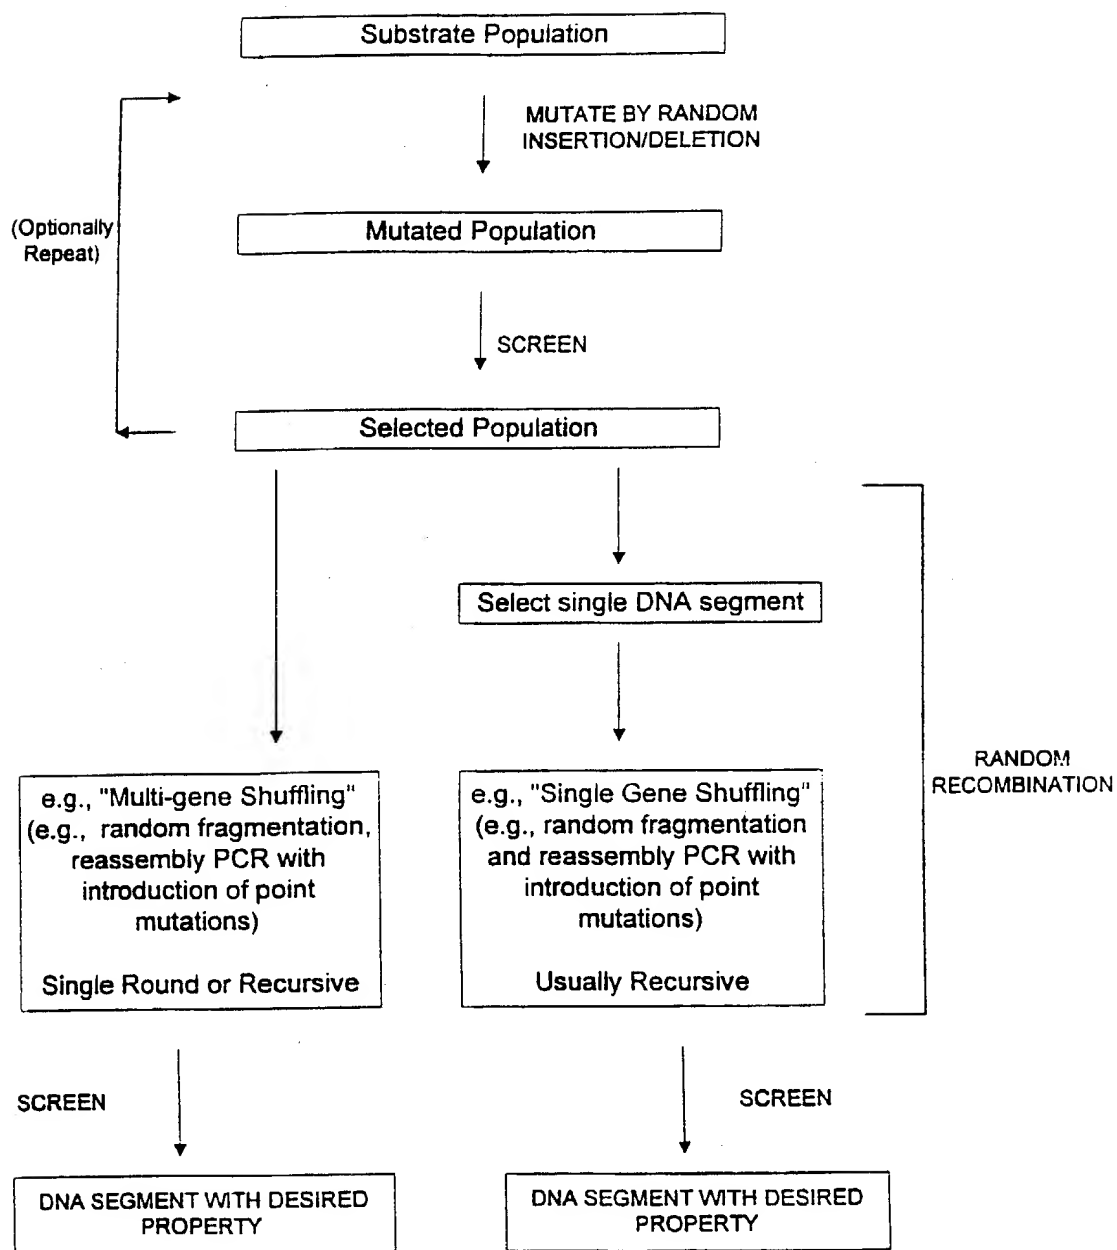 Substrate Population
MUTATE BY RANDOM
INSERTION/DELETION
(Optionally
Repeat)
Mutated Population
SCREEN
Selected Population
Select single DNA segment
RANDOM
RECOMBINATION
e.g., "Multi-gene Shuffling"
(e.g., random fragmentation,
reassembly PCR with
introduction of point
mutations)
Single Round or Recursive
e.g., "Single Gene Shuffling"
(e.g., random fragmentation
and reassembly PCR with
introduction of point
mutations)
Usually Recursive
SCREEN
SCREEN
DNA SEGMENT WITH DESIRED
PROPERTY
DNA SEGMENT WITH DESIRED
PROPERTY